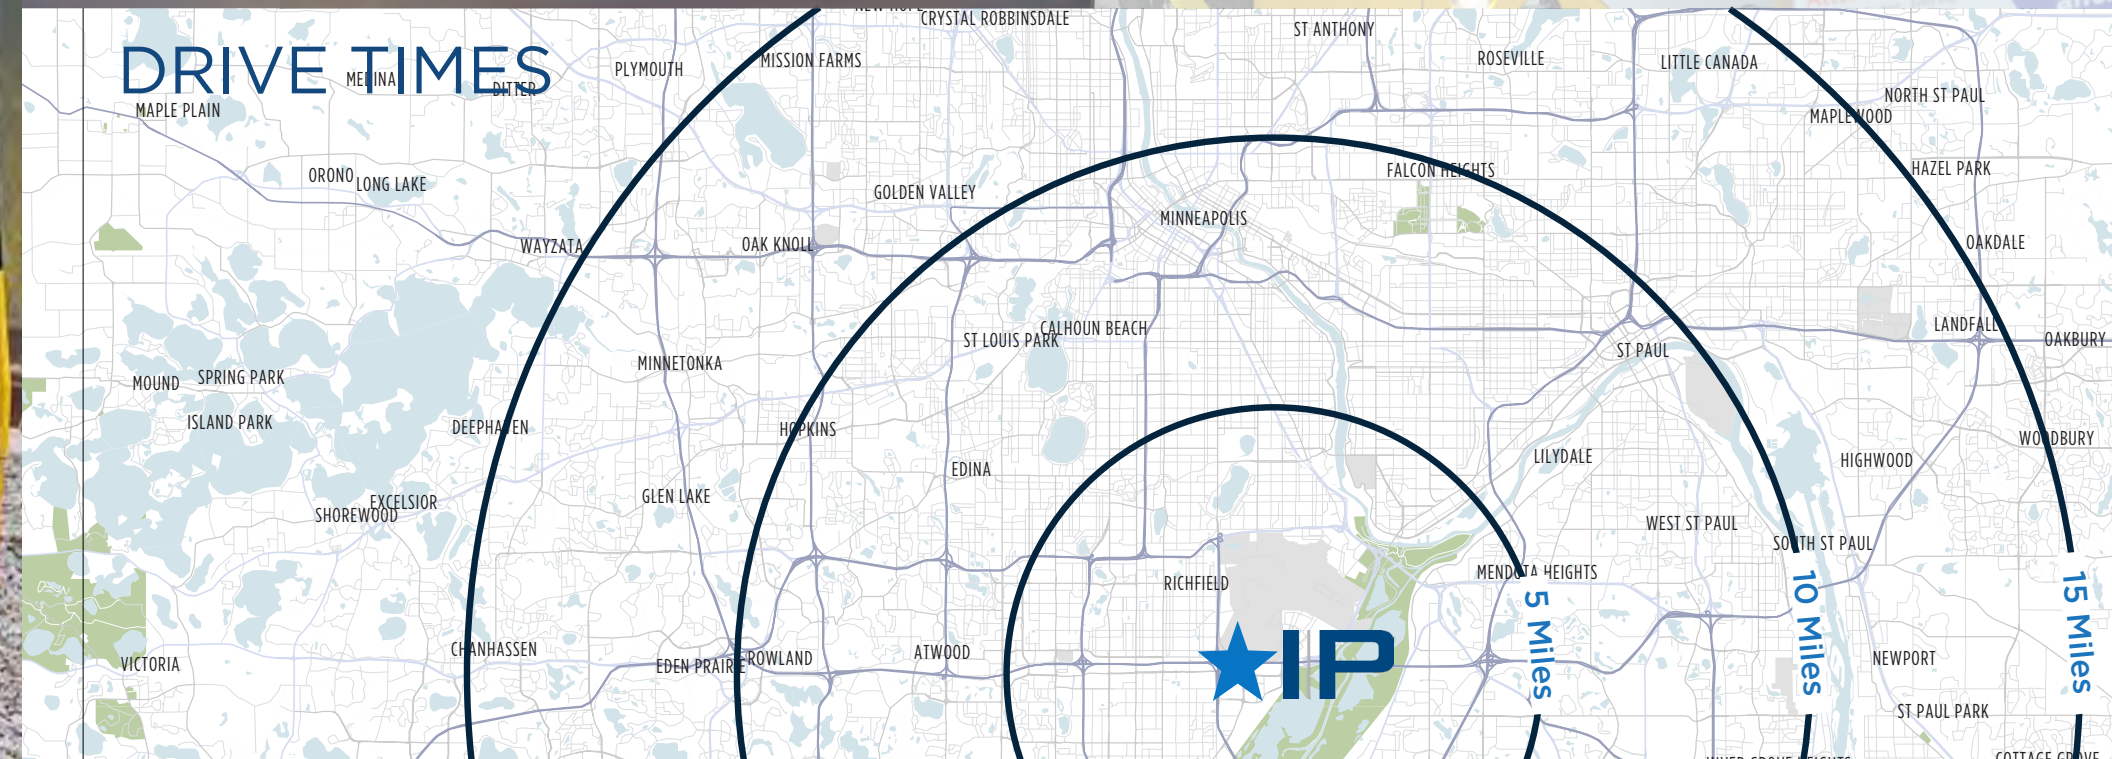 DRIVE TIMES
CRYSTAL ROBBINSDALE
ST ANTHONY
MISSION FARMS
ROSEVILLE
LITTLE CANADA
PLYMOUTH
MEDINA
DITTER
MAPLE PLAIN
NORTH ST PAUL
MAPLEWOOD
ORONO
LONG LAKE
GOLDEN VALLEY
FALCON HEIGHTS
HAZEL PARK
MINNEAPOLIS
WAYZATA
OAK KNOLL
OAKDALE
CALHOUN BEACH
ST LOUIS PARK
LANDFALL
OAKBURY
ST PAUL
MINNETONKA
MOUND
SPRING PARK
ISLAND PARK
DEEPHAVEN
HOPKINS
WOODBURY
EDINA
LILYDALE
HIGHWOOD
GLEN LAKE
EXCELSIOR
SHOREWOOD
WEST ST PAUL
SOUTH ST PAUL
RICHFIELD
MENDOTA HEIGHTS
5 Miles
10 Miles
15 Miles
CHANHASSEN
VICTORIA
EDEN PRAIRIE
ROWLAND
ATWOOD
IP
NEWPORT
ST PAUL PARK